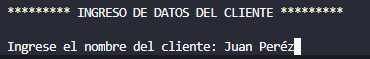 ********* INGRESO DE DATOS DEL CLIENTE *********
Ingrese el nombre del cliente: Juan Peréz